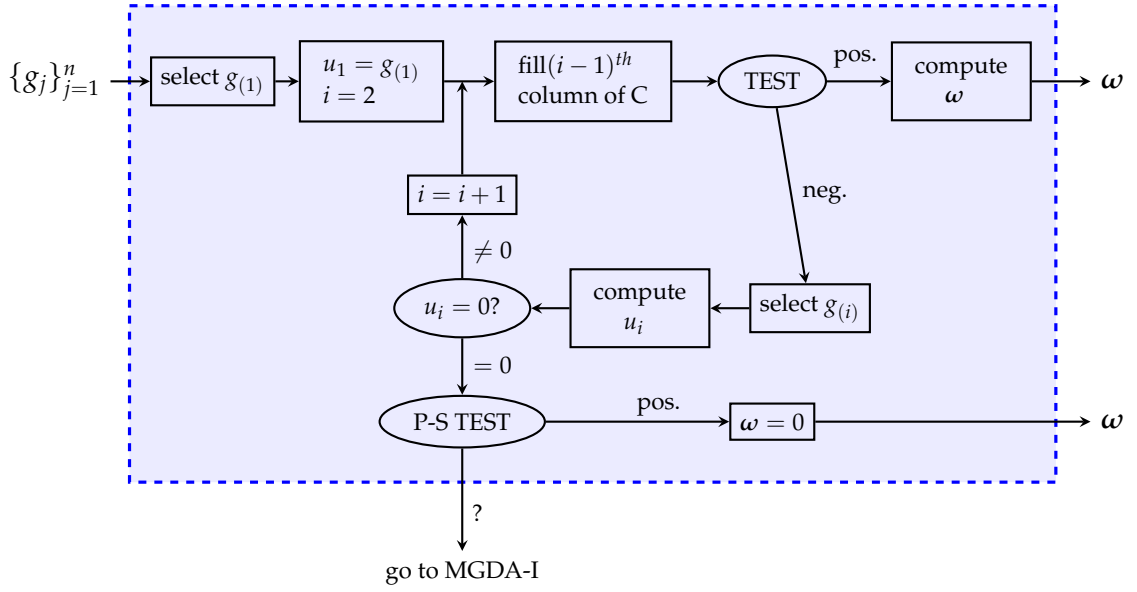 {g_j}_{j=1}^n
select g_(1)
u_1 = g_(1)
i = 2
fill(i − 1)^{th}
column of C
TEST
pos.
compute
ω
ω
neg.
i = i + 1
≠ 0
u_i = 0?
compute
u_i
select g_(i)
= 0
P-S TEST
pos.
ω = 0
ω
?
go to MGDA-I